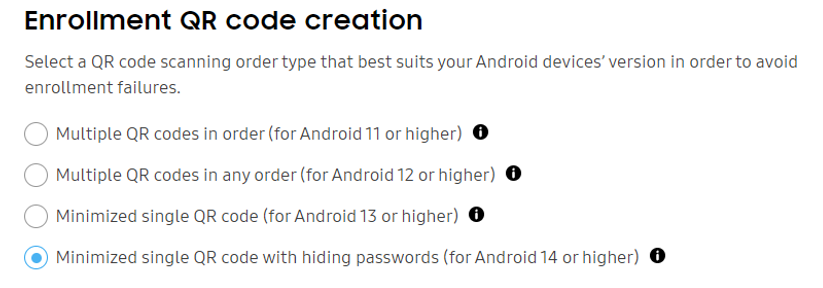 Enrollment QR code creation
Select a QR code scanning order type that best suits your Android devices' version in order to avoid
enrollment failures.
Multiple QR codes in order (for Android 11 or higher)
Multiple QR codes in any order (for Android 12 or higher)
Minimized single QR code (for Android 13 or higher)
Minimized single QR code with hiding passwords (for Android 14 or higher)